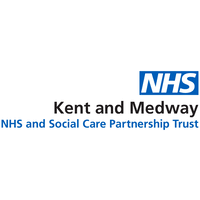 NHS
Kent and Medway
NHS and Social Care Partnership Trust